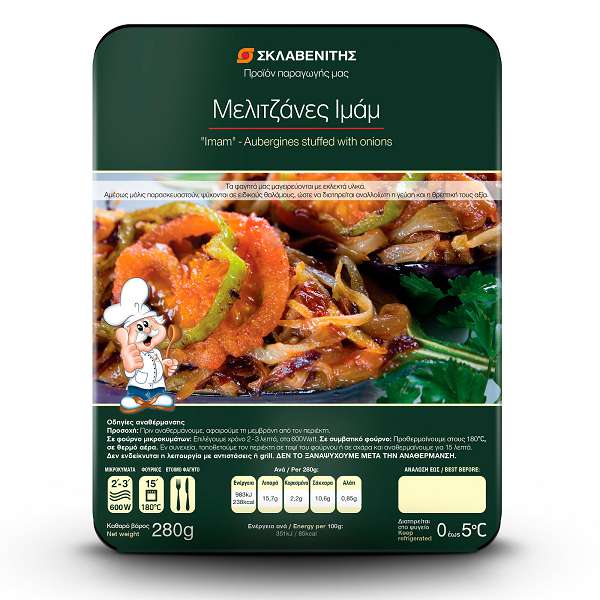 ΣΚΛΑΒΕΝΙΤΗΣ
Προϊόν παραγωγής μας
Μελιτζάνες Ιμάμ
"Imam" - Aubergines stuffed with onions
Τα φαγητά μας μαγειρεύονται με εκλεκτά υλικά.
Αμέσως μόλις παρασκευαστούν, ψύχονται σε ειδικούς θαλάμους, ώστε να διατηρείται αναλλοίωτη η γεύση και η θρεπτική τους αξία.
Οδηγίες αναθέρμανσης
Προσοχή: Πριν αναθερμάνουμε, αφαιρούμε τη μεμβράνη από τον περιέκτη.
Σε φούρνο μικροκυμάτων: Επιλέγουμε χρόνο 2 - 3 λεπτά, στα 600Watt. Σε συμβατικό φούρνο: Προθερμαίνουμε στους 180°C,
σε θερμό αέρα. Εν συνεχεία, τοποθετούμε τον περιέκτη σε ταψί του φούρνου ή σε σχάρα και αναθερμαίνουμε για 15 λεπτά.
Δεν ενδείκνυται η λειτουργία με αντιστάσεις ή grill. ΔΕΝ ΤΟ ΞΑΝΑΨΥΧΟΥΜΕ ΜΕΤΑ ΤΗΝ ΑΝΑΘΕΡΜΑΝΣΗ.
ΜΙΚΡΟΚΥΜΑΤΑ ΦΟΥΡΝΟΣ ΕΤΟΙΜΟ ΦΑΓΗΤΟ
2'-3' 15'
600W 180°C
Καθαρό βάρος
Net weight 280g
Ανά / Per 280g:
Ενέργεια Λιπαρά Κορεσμένα Σάκχαρα Αλάτι
983kJ
238kcal 15,7g 2,2g 10,6g 0,85g
Ενέργεια ανά / Energy per 100g:
351kJ / 85kcal
ΑΝΑΛΩΣΗ ΕΩΣ / BEST BEFORE:
Διατηρείται
στο ψυγείο
Keep
refrigerated
0 έως 5°C